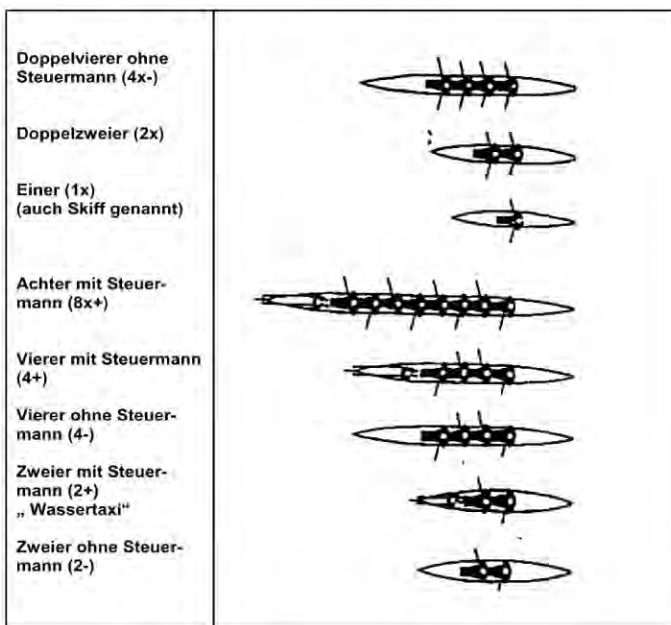 Doppelvierer ohne
Steuermann (4x-)
Doppelzweier (2x)
Einer (1x)
(auch Skiff genannt)
Achter mit Steuer-
mann (8x+)
Vierer mit Steuermann
(4+)
Vierer ohne Steuer-
mann (4-)
Zweier mit Steuer-
mann (2+)
„ Wassertaxi“
Zweier ohne Steuer-
mann (2-)